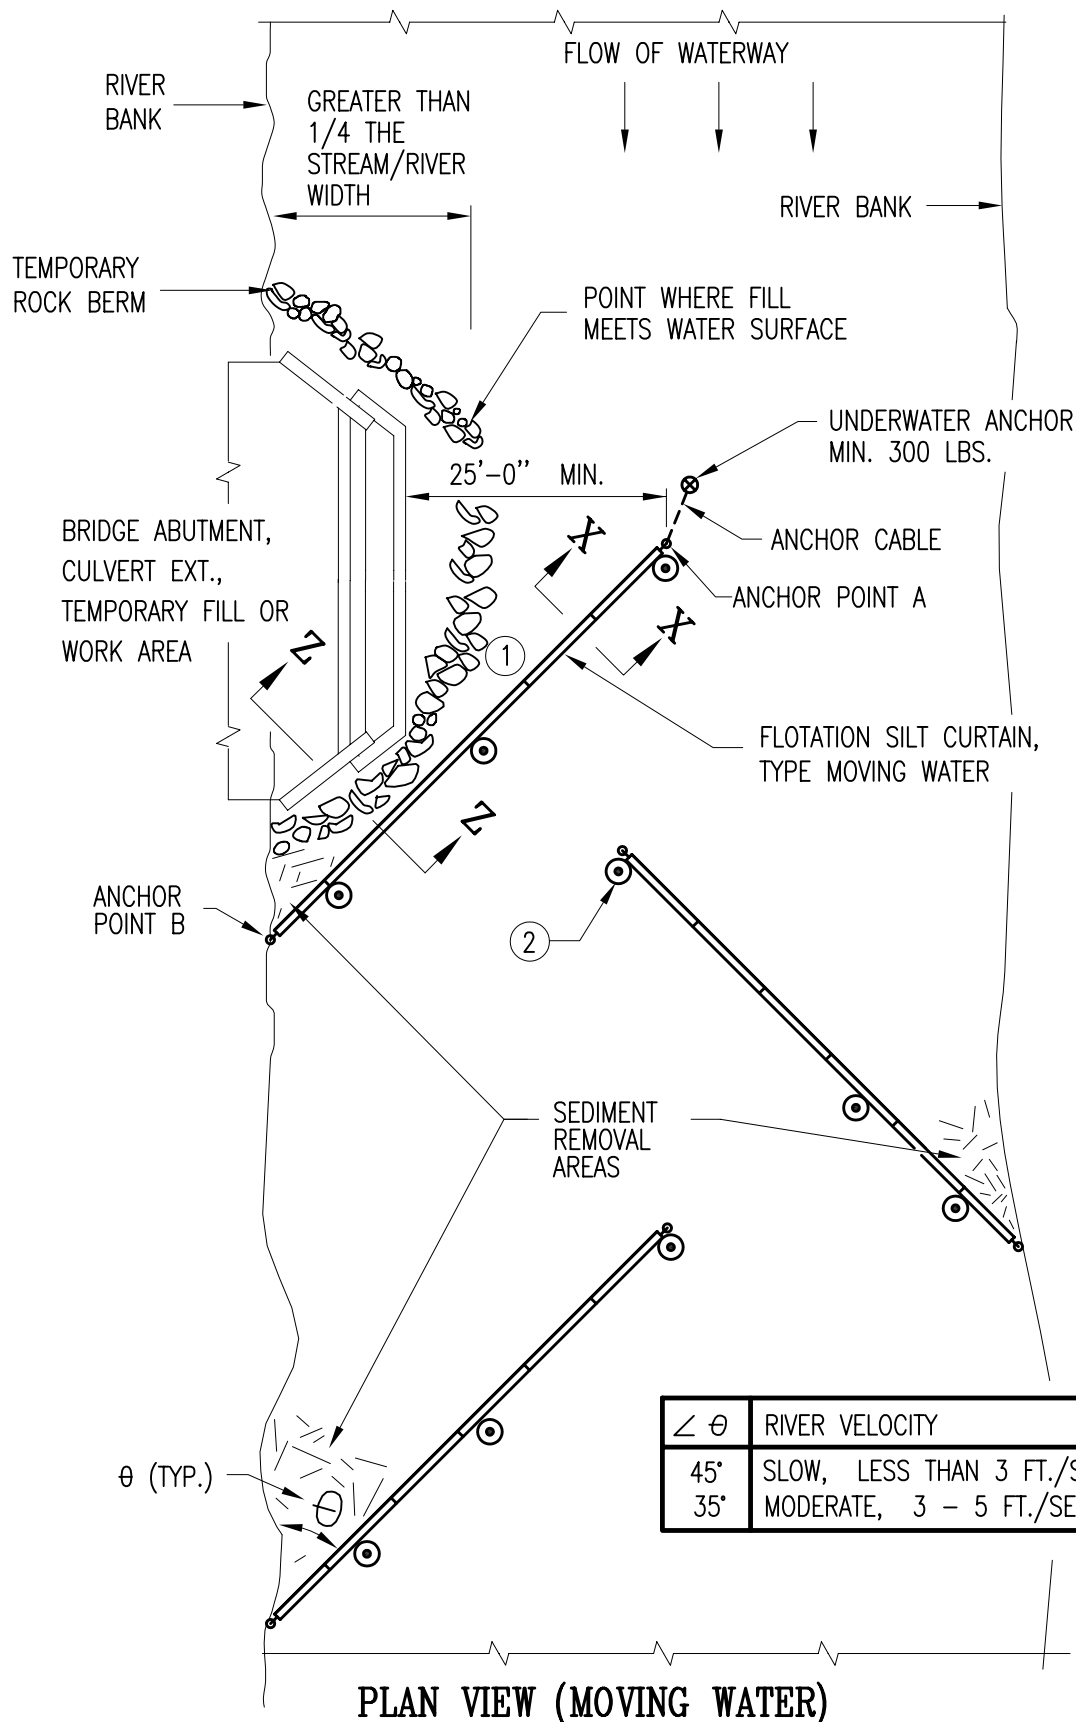 FLOW OF WATERWAY
RIVER
BANK
GREATER THAN
1/4 THE
STREAM/RIVER
WIDTH
RIVER BANK
TEMPORARY
ROCK BERM
POINT WHERE FILL
MEETS WATER SURFACE
UNDERWATER ANCHOR
MIN. 300 LBS.
25'-0" MIN.
BRIDGE ABUTMENT,
CULVERT EXT.,
TEMPORARY FILL OR
WORK AREA
X
ANCHOR CABLE
ANCHOR POINT A
X
Z
1
FLOTATION SILT CURTAIN,
TYPE MOVING WATER
Z
ANCHOR
POINT B
2
SEDIMENT
REMOVAL
AREAS
θ (TYP.)
θ
∠ θ RIVER VELOCITY
45° SLOW, LESS THAN 3 FT./S
35° MODERATE, 3 - 5 FT./SE
PLAN VIEW (MOVING WATER)